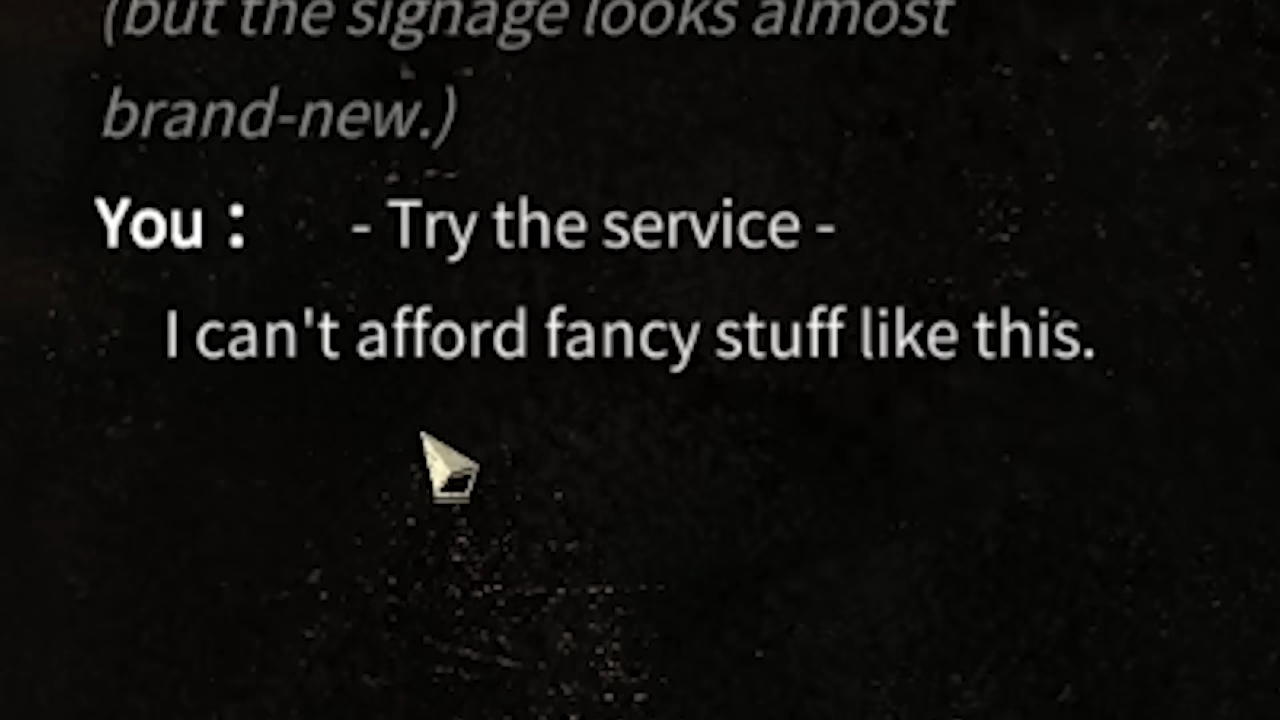 (but the signage looks almost
brand-new.)
You : - Try the service -
I can't afford fancy stuff like this.